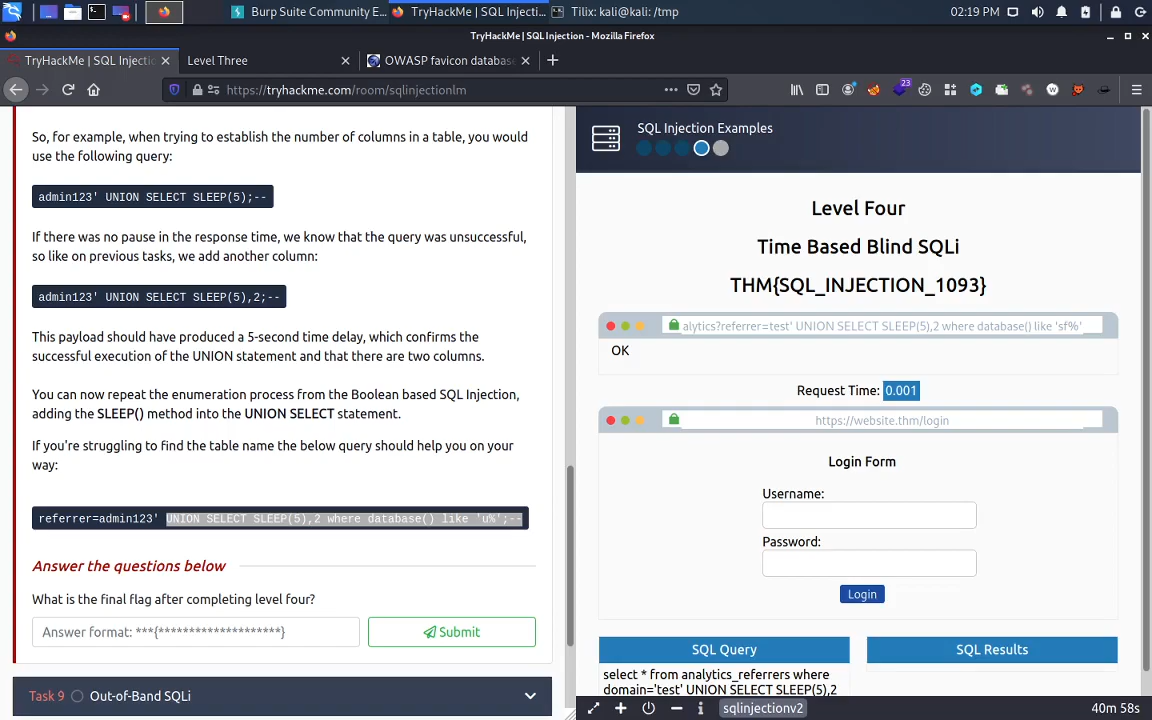 Burp Suite Community E...
TryHackMe | SQL Injecti...
Tilix: kali@kali: /tmp
02:19 PM
TryHackMe | SQL Injection - Mozilla Firefox
TryHackMe | SQL Injectio
Level Three
OWASP favicon databas
https://tryhackme.com/room/sqlinjectionlm
23
So, for example, when trying to establish the number of columns in a table, you would
use the following query:
admin123' UNION SELECT SLEEP(5);--
If there was no pause in the response time, we know that the query was unsuccessful,
so like on previous tasks, we add another column:
admin123' UNION SELECT SLEEP(5),2;--
This payload should have produced a 5-second time delay, which confirms the
successful execution of the UNION statement and that there are two columns.
You can now repeat the enumeration process from the Boolean based SQL Injection,
adding the SLEEP() method into the UNION SELECT statement.
If you're struggling to find the table name the below query should help you on your
way:
referrer=admin123' UNION SELECT SLEEP(5),2 where database() like 'u%';--
Answer the questions below
What is the final flag after completing level four?
Answer format: ***{*********************}
Submit
Task 9
Out-of-Band SQLi
SQL Injection Examples
Level Four
Time Based Blind SQLi
THM{SQL_INJECTION_1093}
alytics?referrer=test' UNION SELECT SLEEP(5),2 where database() like 'sf%'
OK
Request Time: 0.001
https://website.thm/login
Login Form
Username:
Password:
Login
SQL Query
SQL Results
select * from analytics_referrers where
domain='test' UNION SELECT SLEEP(5),2
sqlinjectionv2
40m 58s